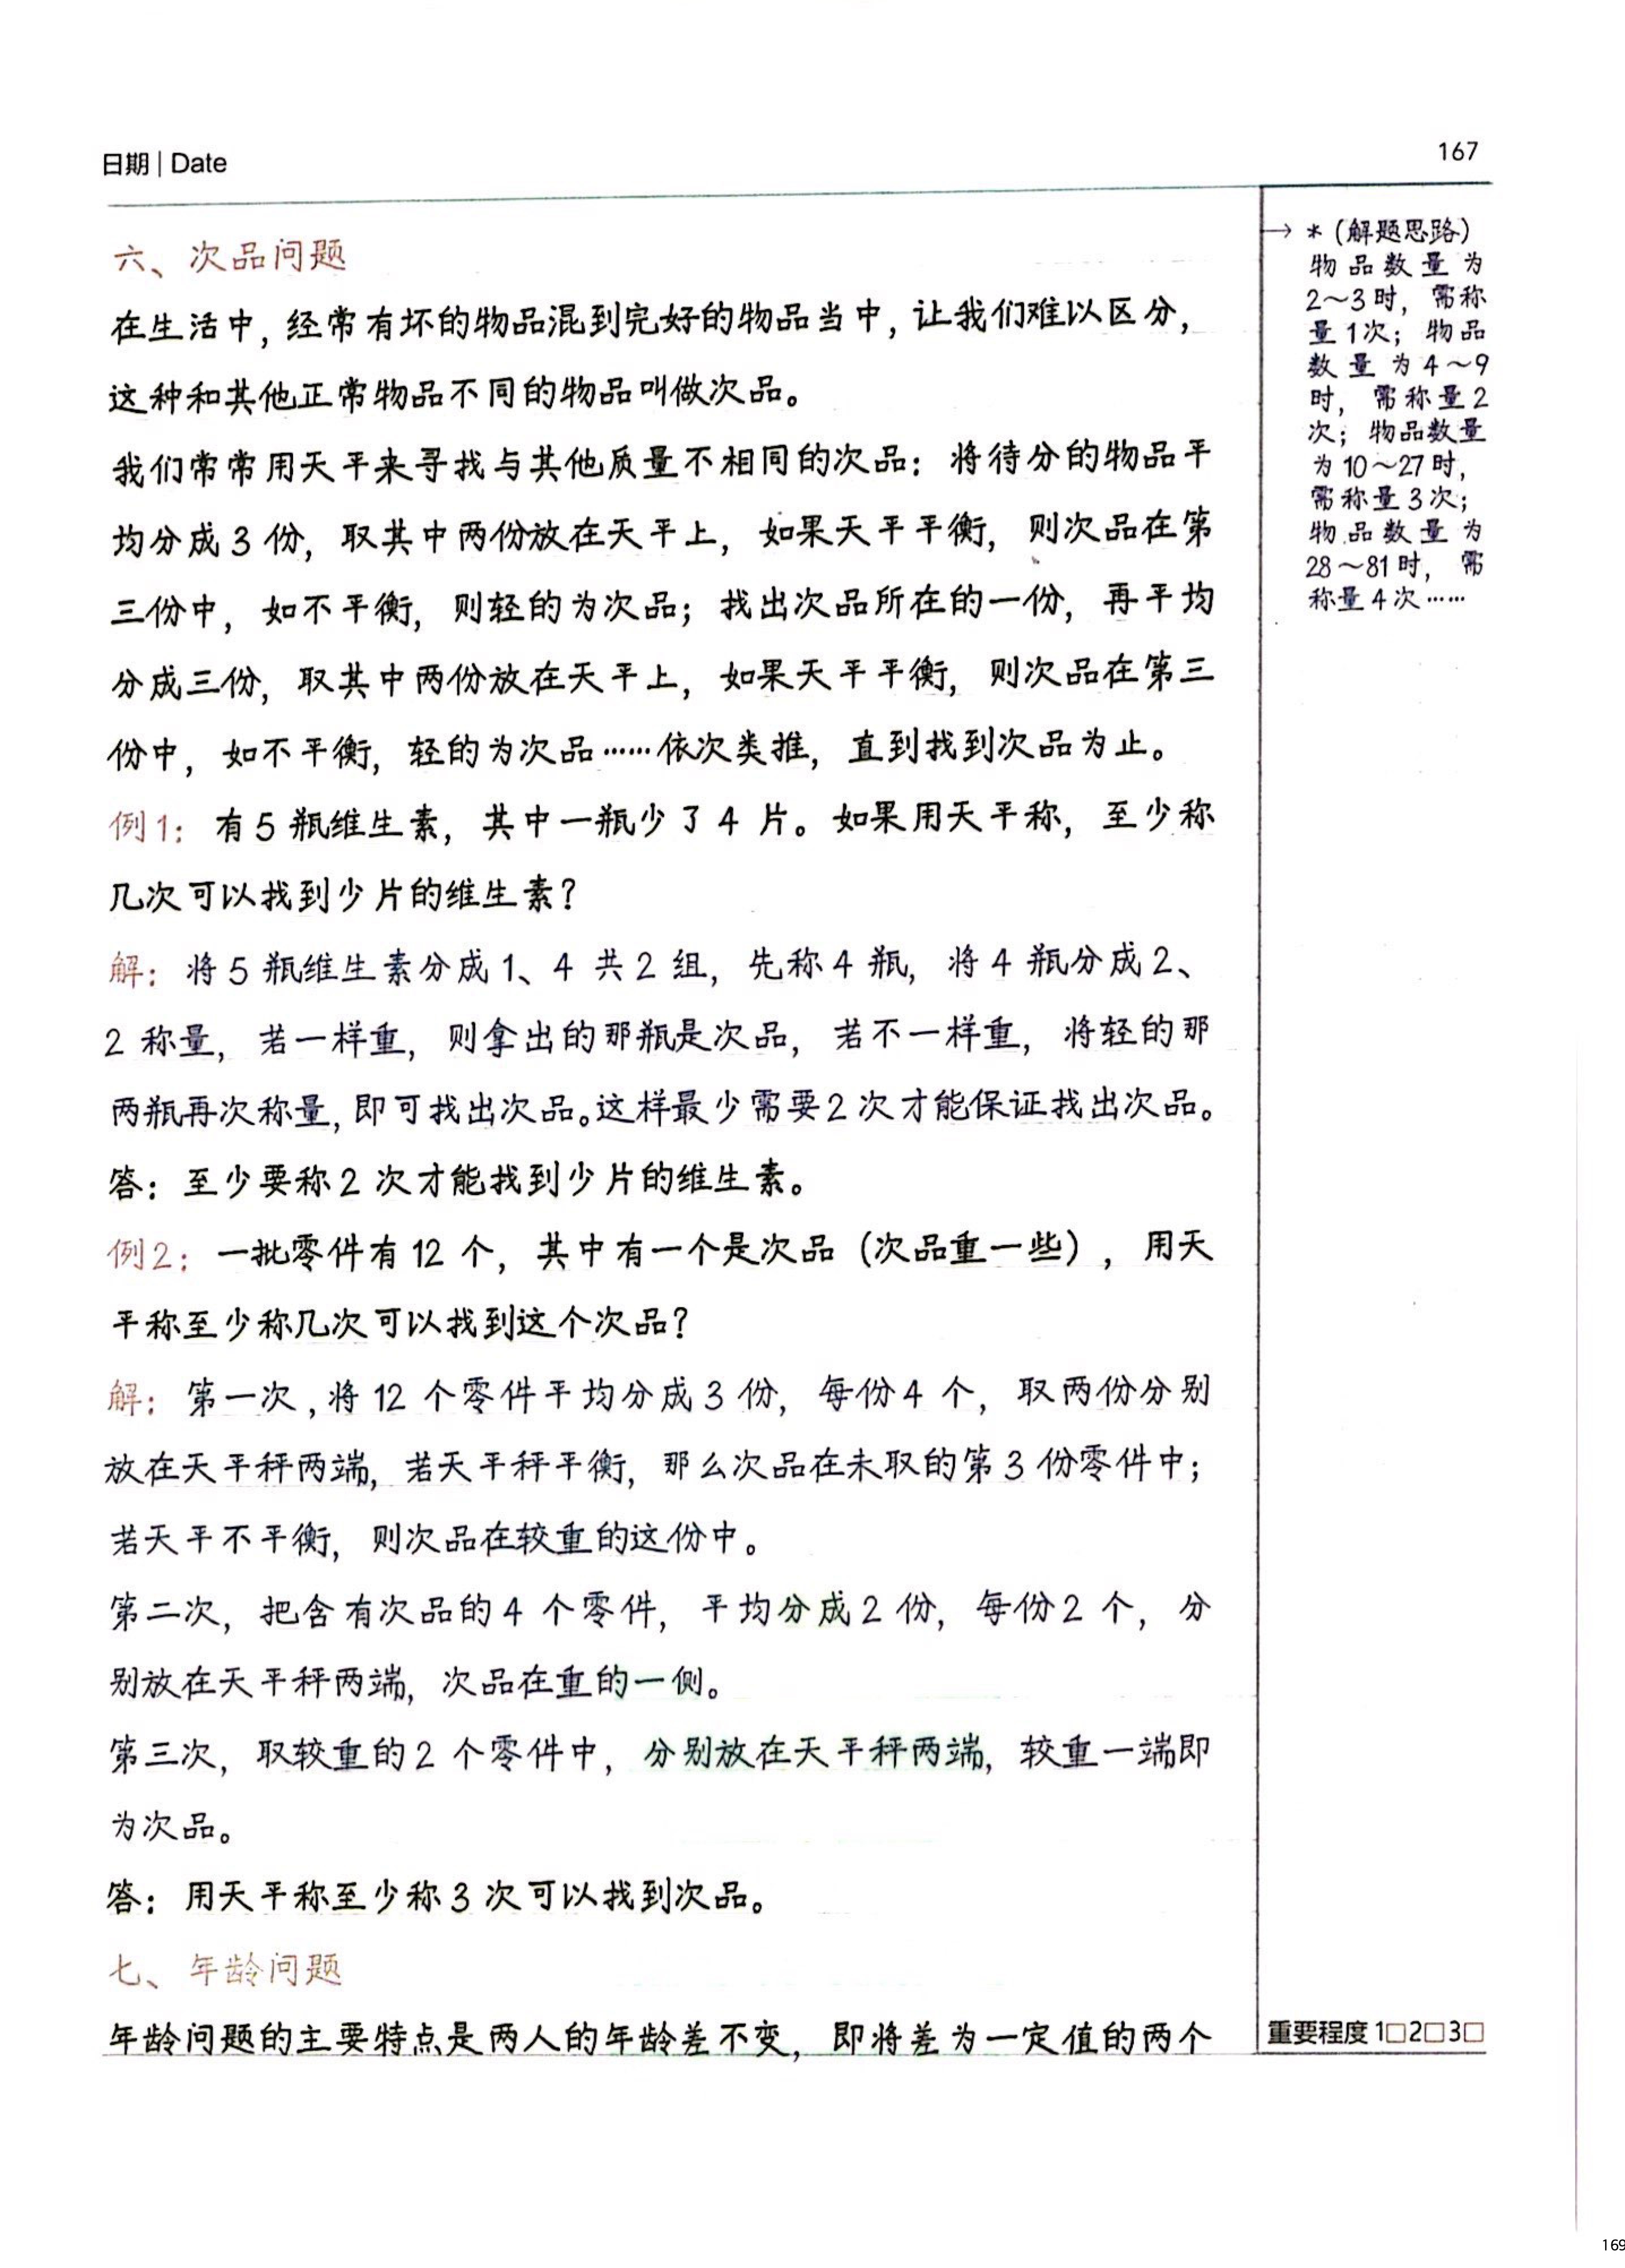 日期 | Date
167
六、次品问题
在生活中，经常有坏的物品混到完好的物品当中，让我们难以区分，
这种和其他正常物品不同的物品叫做次品。
我们常常用天平来寻找与其他质量不相同的次品：将待分的物品平
均分成3份，取其中两份放在天平上，如果天平平衡，则次品在第
三份中，如不平衡，则轻的为次品；找出次品所在的一份，再平均
分成三份，取其中两份放在天平上，如果天平平衡，则次品在第三
份中，如不平衡，轻的为次品……依次类推，直到找到次品为止。
例1：有5瓶维生素，其中一瓶少了4片。如果用天平称，至少称
几次可以找到少片的维生素？
解：将5瓶维生素分成1、4共2组，先称4瓶，将4瓶分成2、
2称量，若一样重，则拿出的那瓶是次品，若不一样重，将轻的那
两瓶再次称量，即可找出次品。这样最少需要2次才能保证找出次品。
答：至少要称2次才能找到少片的维生素。
例2：一批零件有12个，其中有一个是次品（次品重一些），用天
平称至少称几次可以找到这个次品？
解：第一次，将12个零件平均分成3份，每份4个，取两份分别
放在天平秤两端，若天平秤平衡，那么次品在未取的第3份零件中；
若天平不平衡，则次品在较重的这份中。
第二次，把含有次品的4个零件，平均分成2份，每份2个，分
别放在天平秤两端，次品在重的一侧。
第三次，取较重的2个零件中，分别放在天平秤两端，较重一端即
为次品。
答：用天平称至少称3次可以找到次品。
七、年龄问题
年龄问题的主要特点是两人的年龄差不变，即将差为一定值的两个
→ *（解题思路）
物品数量为
2～3时，需称
量1次；物品
数量为4～9
时，需称量2
次；物品数量
为10～27时，
需称量3次；
物品数量为
28～81时，需
称量4次……
重要程度 1□2□3□
169